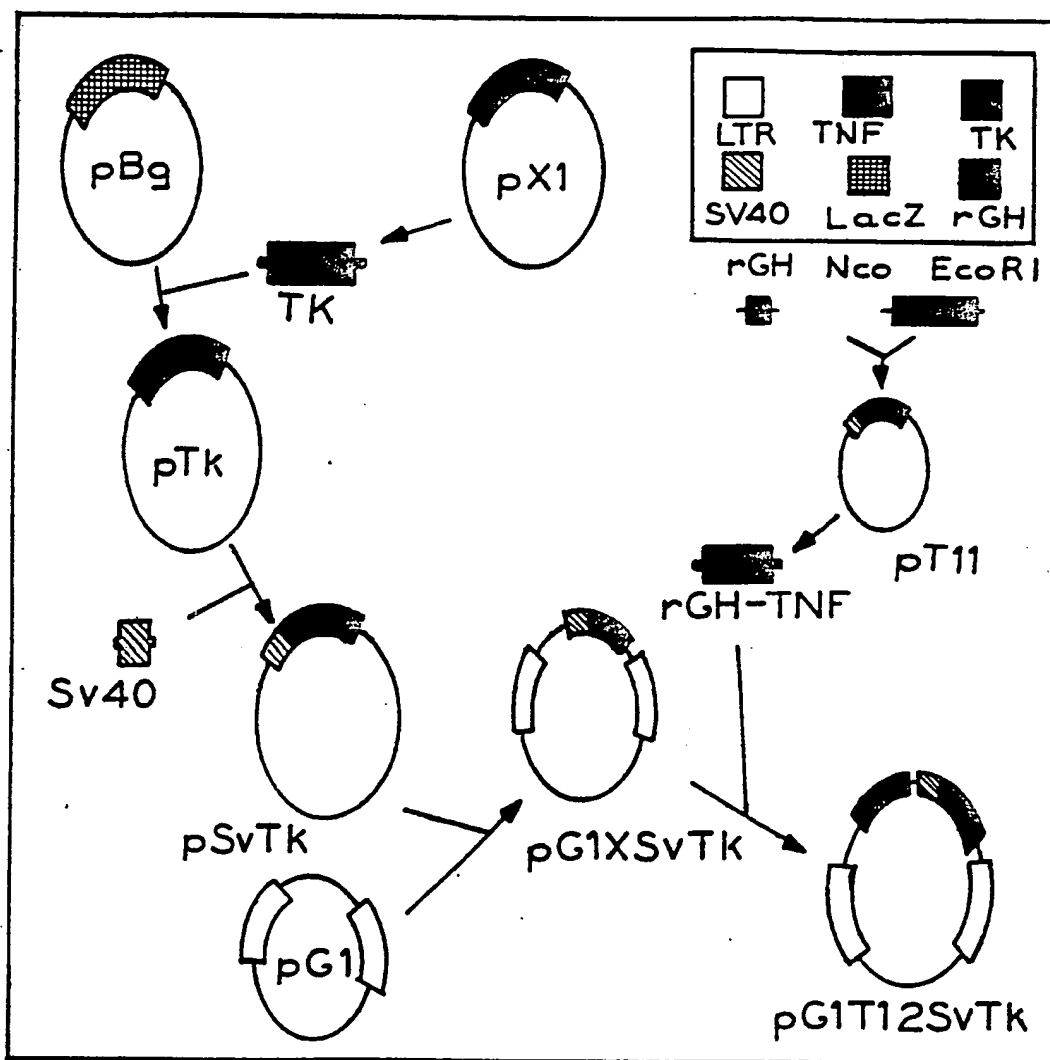 pBg
pX1
LTR TNF TK
SV40 LacZ rGH
rGH Nco EcoR1
TK
pTk
pT11
rGH-TNF
Sv40
pSvTk
pG1XSvTk
pG1
pG1T12SvTk